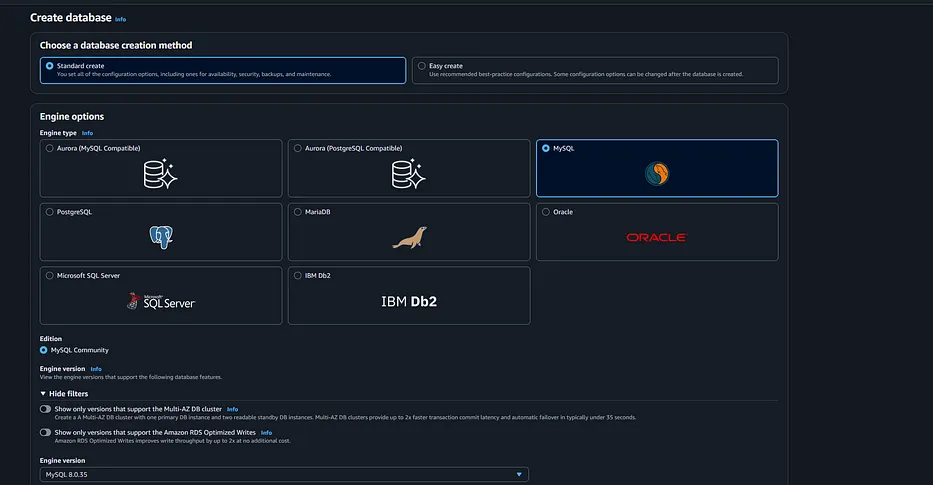 Create database Info
Choose a database creation method
Standard create
You set all of the configuration options, including ones for availability, security, backups, and maintenance.
Easy create
Use recommended best-practice configurations. Some configuration options can be changed after the database is created.
Engine options
Engine type Info
Aurora (MySQL Compatible)
Aurora (PostgreSQL Compatible)
MySQL
PostgreSQL
MariaDB
Oracle
ORACLE
Microsoft SQL Server
Microsoft
SQL Server
IBM Db2
IBM Db2
Edition
MySQL Community
Engine version Info
View the engine versions that support the following database features.
Hide filters
Show only versions that support the Multi-AZ DB cluster Info
Create a A Multi-AZ DB cluster with one primary DB instance and two readable standby DB instances. Multi-AZ DB clusters provide up to 2x faster transaction commit latency and automatic failover in typically under 35 seconds.
Show only versions that support the Amazon RDS Optimized Writes Info
Amazon RDS Optimized Writes improves write throughput by up to 2x at no additional cost.
Engine version
MySQL 8.0.35